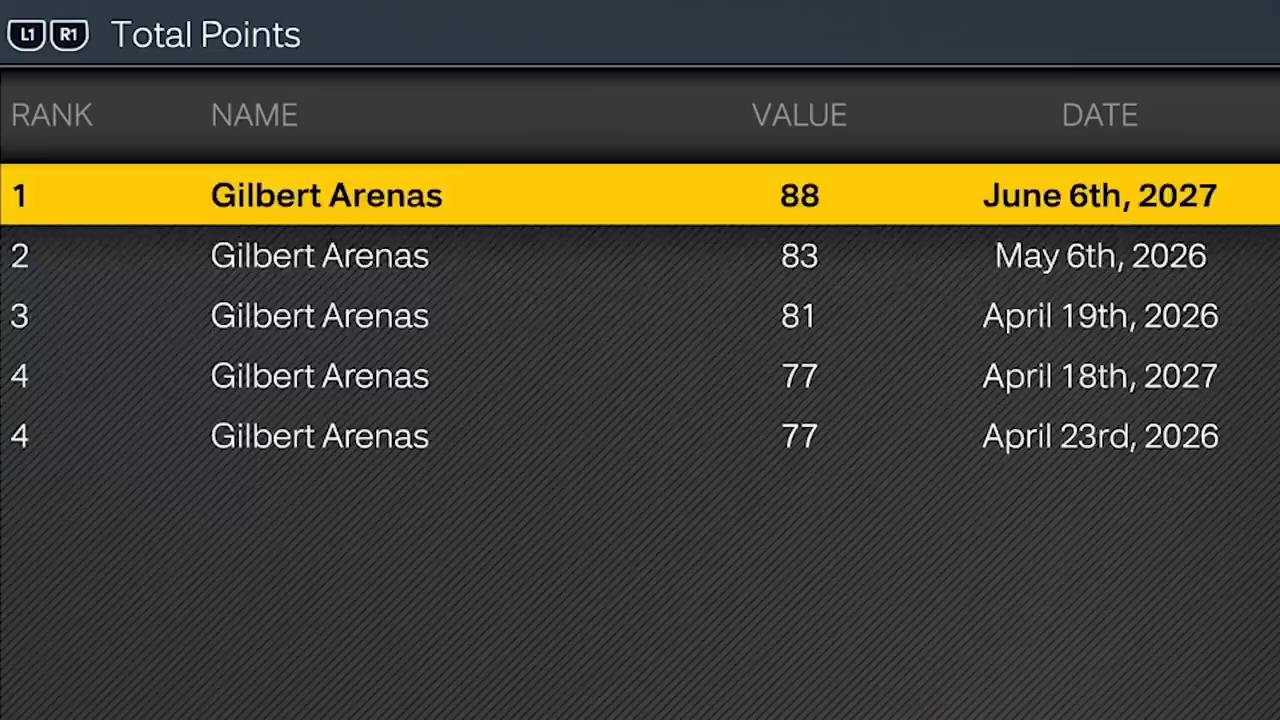 L1 R1 Total Points
RANK NAME VALUE DATE
1 Gilbert Arenas 88 June 6th, 2027
2 Gilbert Arenas 83 May 6th, 2026
3 Gilbert Arenas 81 April 19th, 2026
4 Gilbert Arenas 77 April 18th, 2027
4 Gilbert Arenas 77 April 23rd, 2026